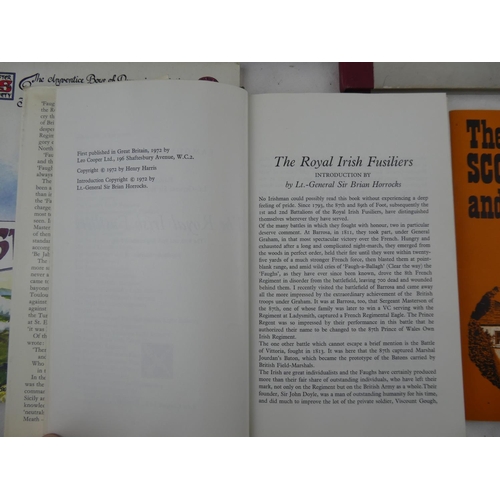 The Apprentice Boys of
First published in Great Britain, 1972 by
Leo Cooper Ltd., 196 Shaftesbury Avenue, W.C.2.
Copyright © 1972 by Henry Harris
Introduction Copyright © 1972 by
Lt.-General Sir Brian Horrocks.
The Royal Irish Fusiliers
INTRODUCTION BY
by Lt.-General Sir Brian Horrocks
No Irishman could possibly read this book without experiencing a deep
feeling of pride. Since 1793, the 87th and 89th of Foot, subsequently the
1st and 2nd Battalions of the Royal Irish Fusiliers, have distinguished
themselves wherever they have served.
Of the many battles in which they fought with honour, two in particular
deserve comment. At Barrosa, in 1811, they took part, under General
Graham, in that most spectacular victory over the French. Hungry and
exhausted after a long and complicated night-march, they emerged from
the woods in perfect order, held their fire until they were within twenty-
five yards of a much stronger French force, then blasted them at point-
blank range, and amid wild cries of 'Faugh-a-Ballagh' (Clear the way) the
'Faughs', as they have ever since been known, drove the 8th French
Regiment in disorder from the battlefield, leaving 700 dead and wounded
behind them. I recently visited the battlefield of Barrosa and came away
all the more impressed by the extraordinary achievement of the British
troops under Graham. It was at Barrosa, too, that Sergeant Masterson of the
87th, one of whose family was later to win a VC serving with the
Regiment at Ladysmith, captured a French Regimental Eagle. The Prince
Regent was so impressed by their performance in this battle that he
authorised their name to be changed to the 87th Prince of Wales Own
Irish Regiment.
The one other battle which cannot escape a brief mention is the Battle
of Vittoria, fought in 1813. It was here that the 87th captured Marshal
Jourdan's Baton, which became the prototype of the Batons carried by
British Field-Marshals.
The Irish are great individualists and the Faughs have certainly produced
more than their fair share of outstanding individuals, who have left their
mark, not only on the Regiment but on the British Army as a whole. Their
founder, Sir John Doyle, was an outstanding soldier, far ahead of his time,
and did much to improve the lot of the private soldier, Viscount Gough,
SCO
and